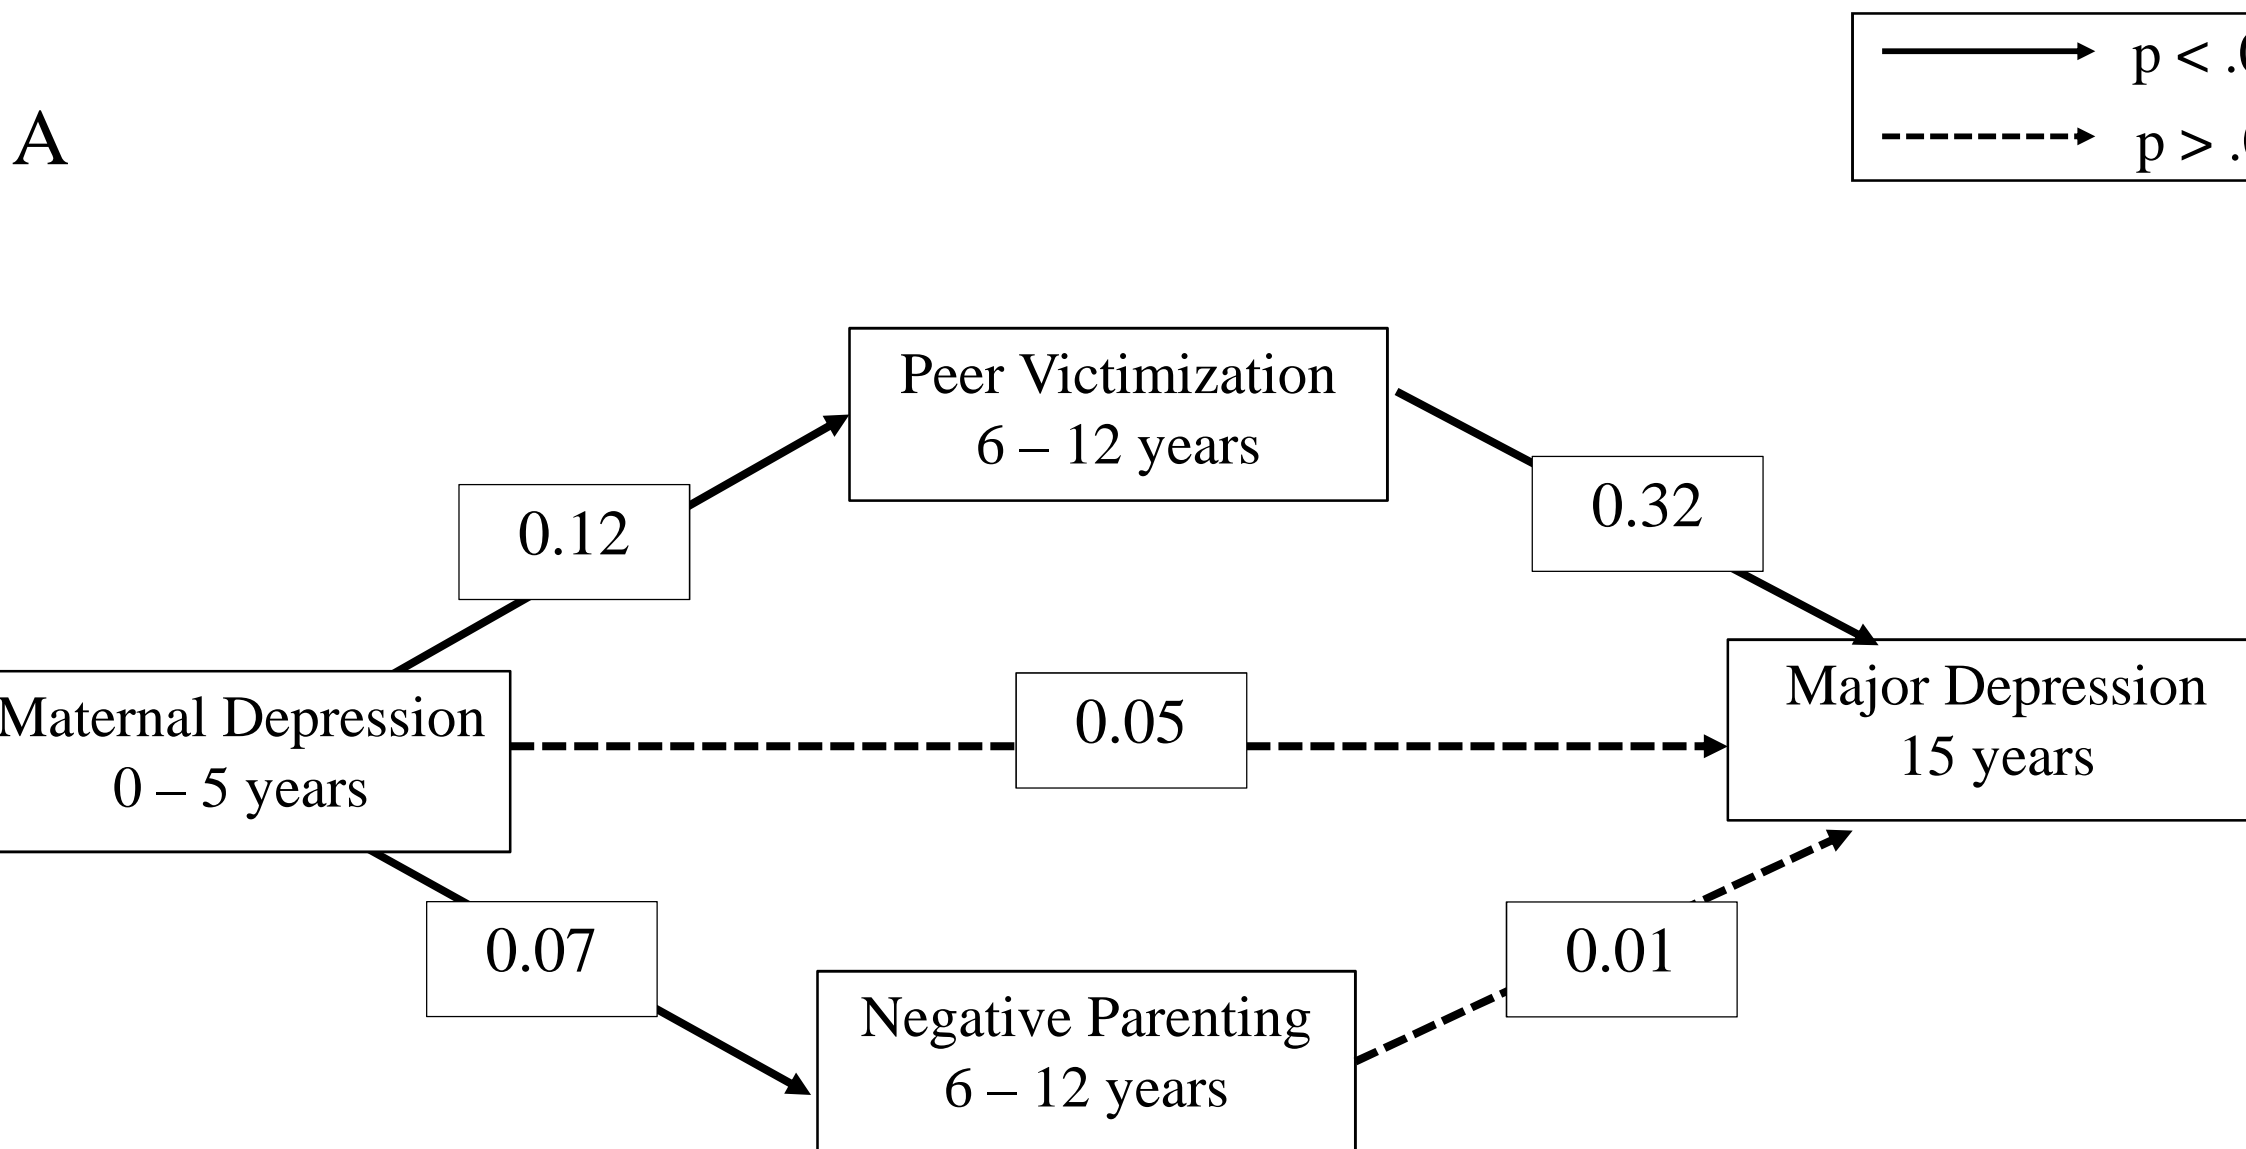 A
p < .
p > .
Peer Victimization
6 – 12 years
0.12
0.32
Maternal Depression
0 – 5 years
0.05
Major Depression
15 years
0.07
0.01
Negative Parenting
6 – 12 years